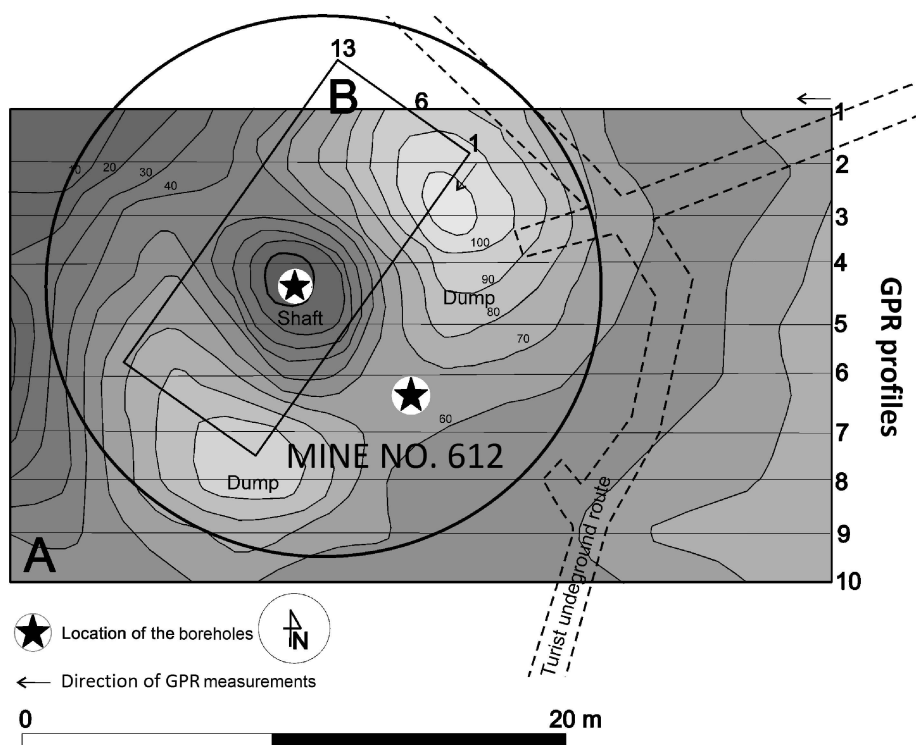 13
B
6
1
1
2
3
4
5
6
7
8
9
10
GPR profiles
10
20
30
40
100
90
80
70
60
Dump
Shaft
MINE NO. 612
Dump
A
Turist undeground route
Location of the boreholes
N
Direction of GPR measurements
0
20 m